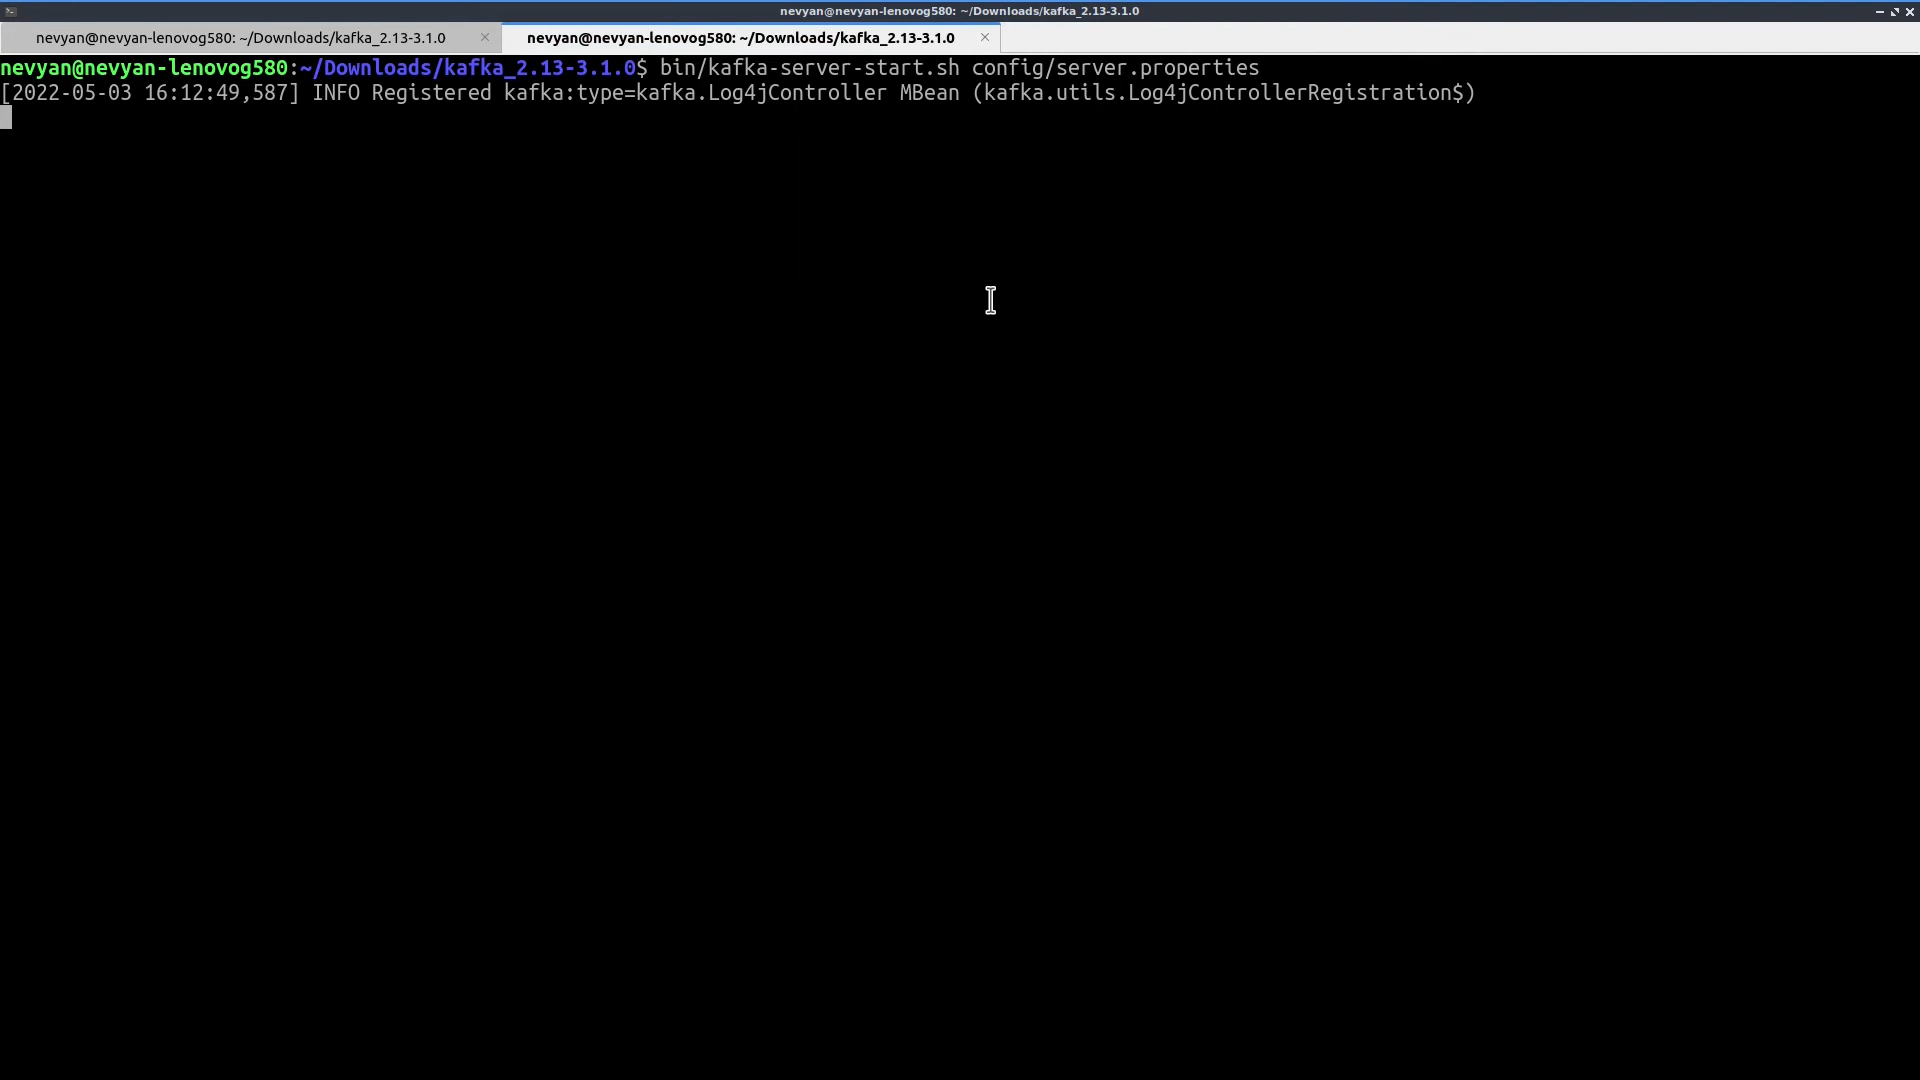 nevyan@nevyan-lenovog580: ~/Downloads/kafka_2.13-3.1.0
nevyan@nevyan-lenovog580: ~/Downloads/kafka_2.13-3.1.0
nevyan@nevyan-lenovog580: ~/Downloads/kafka_2.13-3.1.0
nevyan@nevyan-lenovog580:~/Downloads/kafka_2.13-3.1.0$ bin/kafka-server-start.sh config/server.properties
[2022-05-03 16:12:49,587] INFO Registered kafka:type=kafka.Log4jController MBean (kafka.utils.Log4jControllerRegistration$)